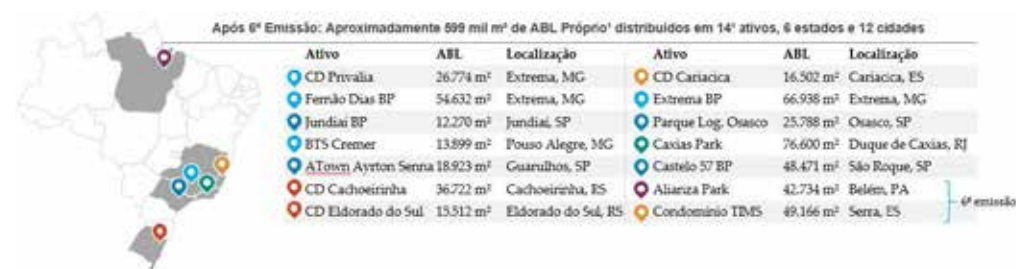 Após 6ª Emissão: Aproximadamente 599 mil m² de ABL Próprio¹ distribuídos em 14¹ ativos, 6 estados e 12 cidades
Ativo ABL Localização Ativo ABL Localização
CD Privalia 26.774 m² Extrema, MG CD Cariacica 16.502 m² Cariacica, ES
Fernão Dias BP 54.632 m² Extrema, MG Extrema BP 66.938 m² Extrema, MG
Jundiaí BP 12.270 m² Jundiaí, SP Parque Log. Osasco 25.788 m² Osasco, SP
BTS Cremer 13.899 m² Pouso Alegre, MG Caxias Park 76.600 m² Duque de Caxias, RJ
ATown Ayrton Senna 18.923 m² Guarulhos, SP Castelo 57 BP 48.471 m² São Roque, SP
CD Cachoeirinha 36.722 m² Cachoeirinha, RS Alianza Park 42.734 m² Belém, PA
CD Eldorado do Sul 15.512 m² Eldorado do Sul, RS Condomínio TIMS 49.166 m² Serra, ES
6ª emissão